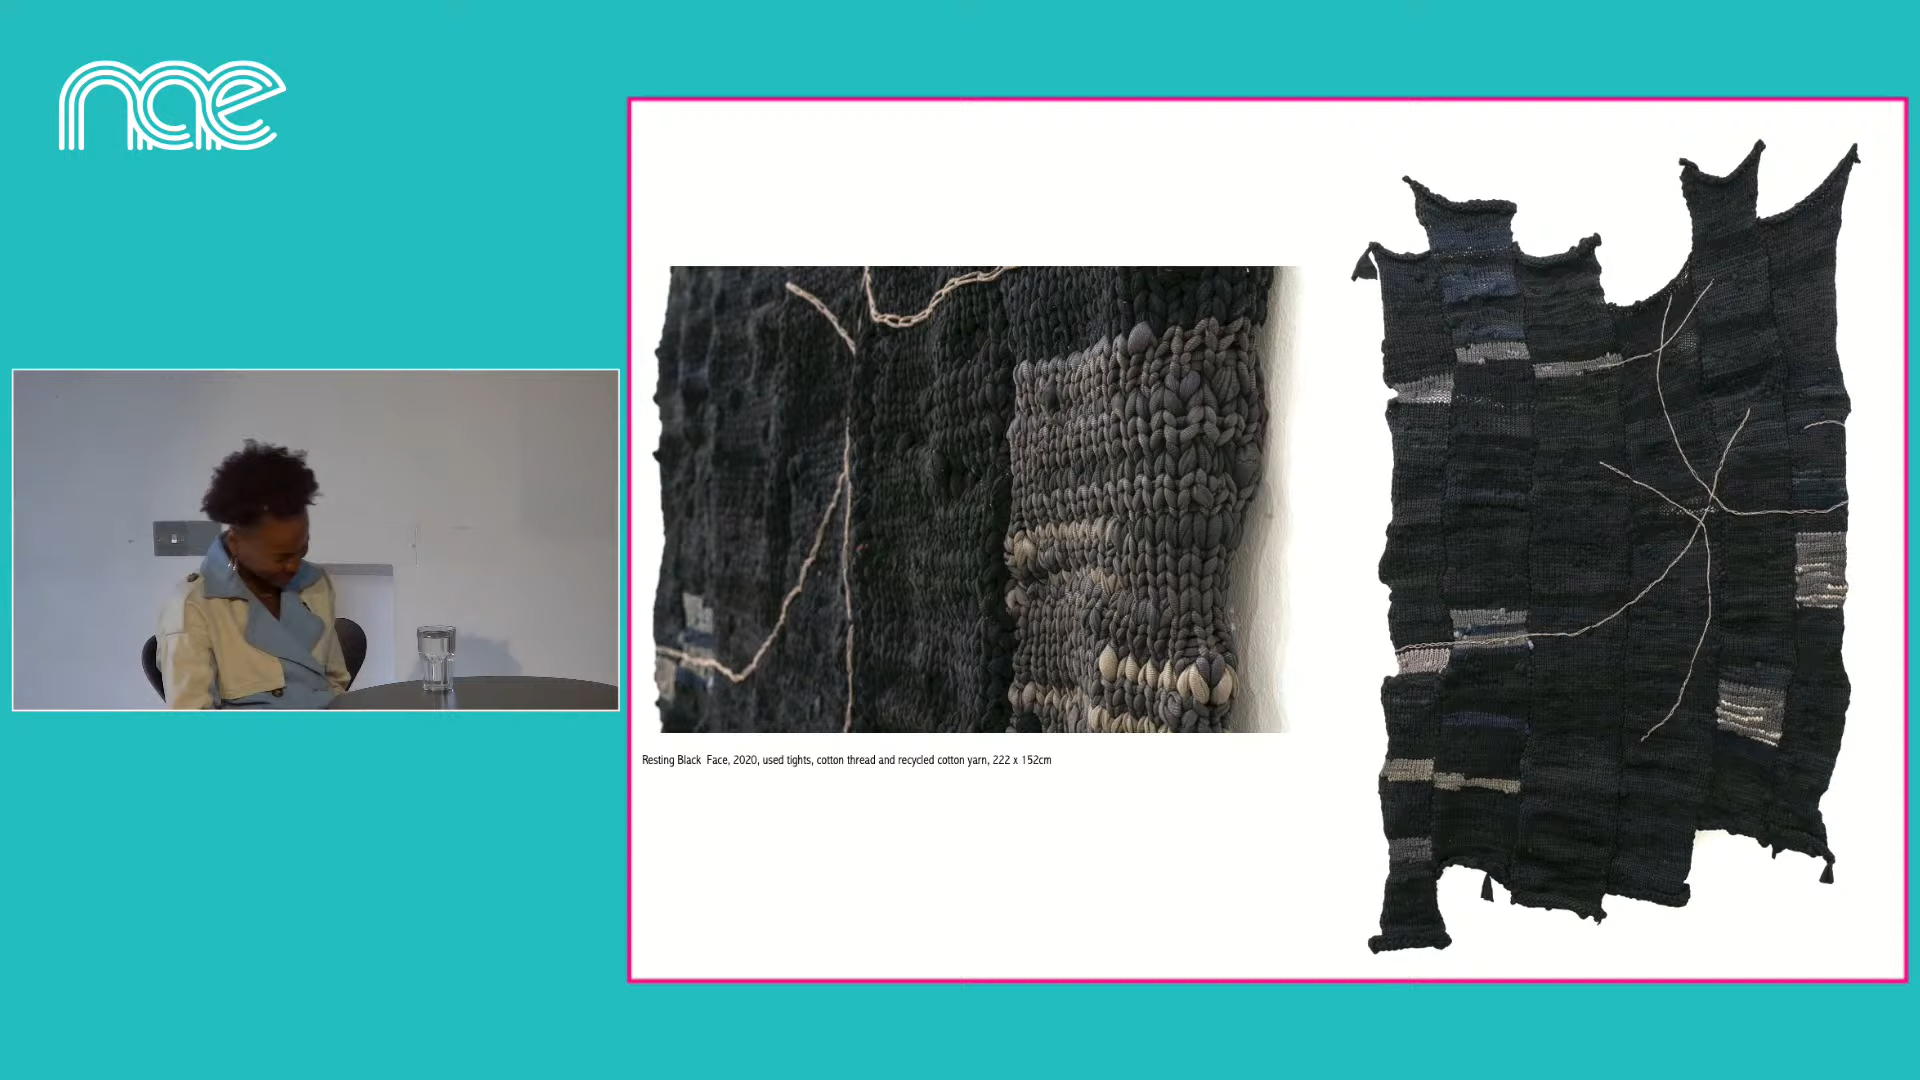 nae
Resting Black Face, 2020, used tights, cotton thread and recycled cotton yarn, 222 x 152cm